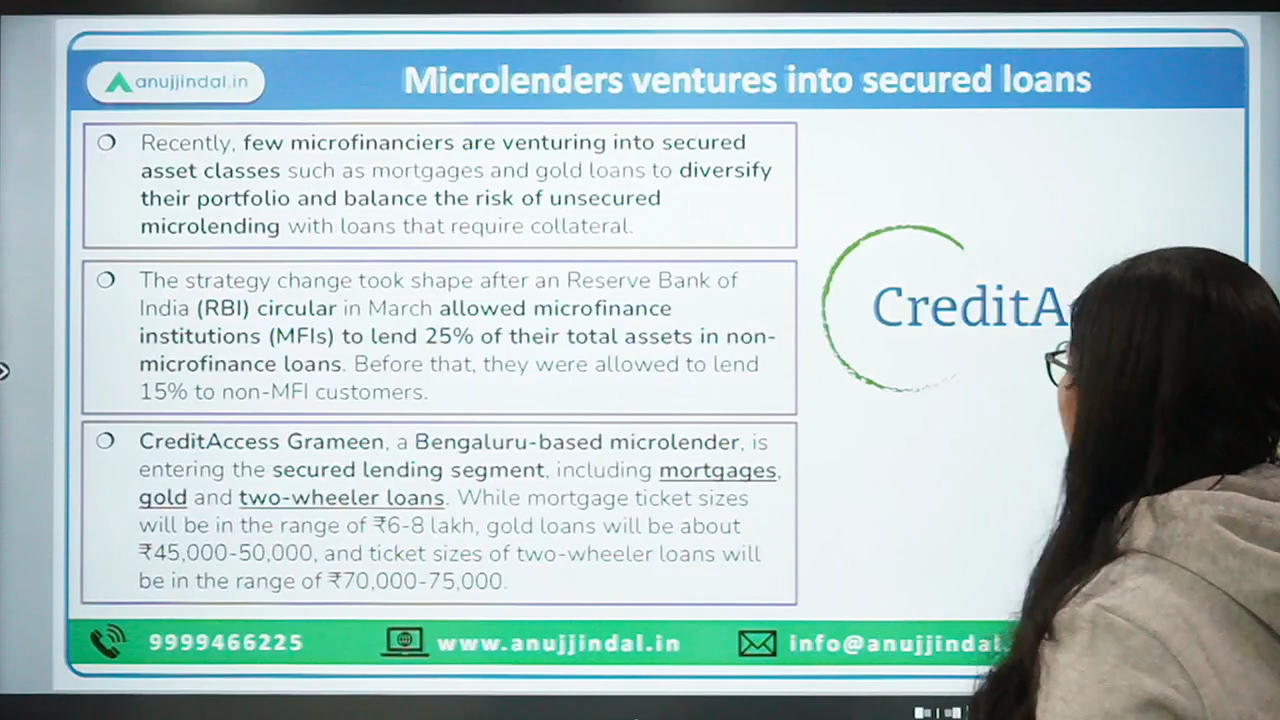 anujjindal.in
Microlenders ventures into secured loans
Recently, few microfinanciers are venturing into secured
asset classes such as mortgages and gold loans to diversify
their portfolio and balance the risk of unsecured
microlending with loans that require collateral.
The strategy change took shape after an Reserve Bank of
India (RBI) circular in March allowed microfinance
institutions (MFIs) to lend 25% of their total assets in non-
microfinance loans. Before that, they were allowed to lend
15% to non-MFI customers.
CreditAccess Grameen, a Bengaluru-based microlender, is
entering the secured lending segment, including mortgages,
gold and two-wheeler loans. While mortgage ticket sizes
will be in the range of ₹6-8 lakh, gold loans will be about
₹45,000-50,000, and ticket sizes of two-wheeler loans will
be in the range of ₹70,000-75,000.
CreditA
9999466225
www.anujjindal.in
info@anujjindal.